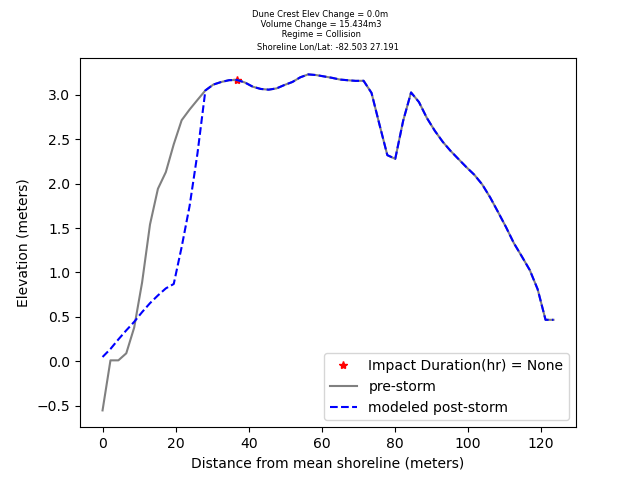 Dune Crest Elev Change = 0.0m
Volume Change = 15.434m3
Regime = Collision
Shoreline Lon/Lat: -82.503 27.191
Elevation (meters)
3.0
2.5
2.0
1.5
1.0
0.5
0.0
−0.5
Impact Duration(hr) = None
pre-storm
modeled post-storm
0 20 40 60 80 100 120
Distance from mean shoreline (meters)